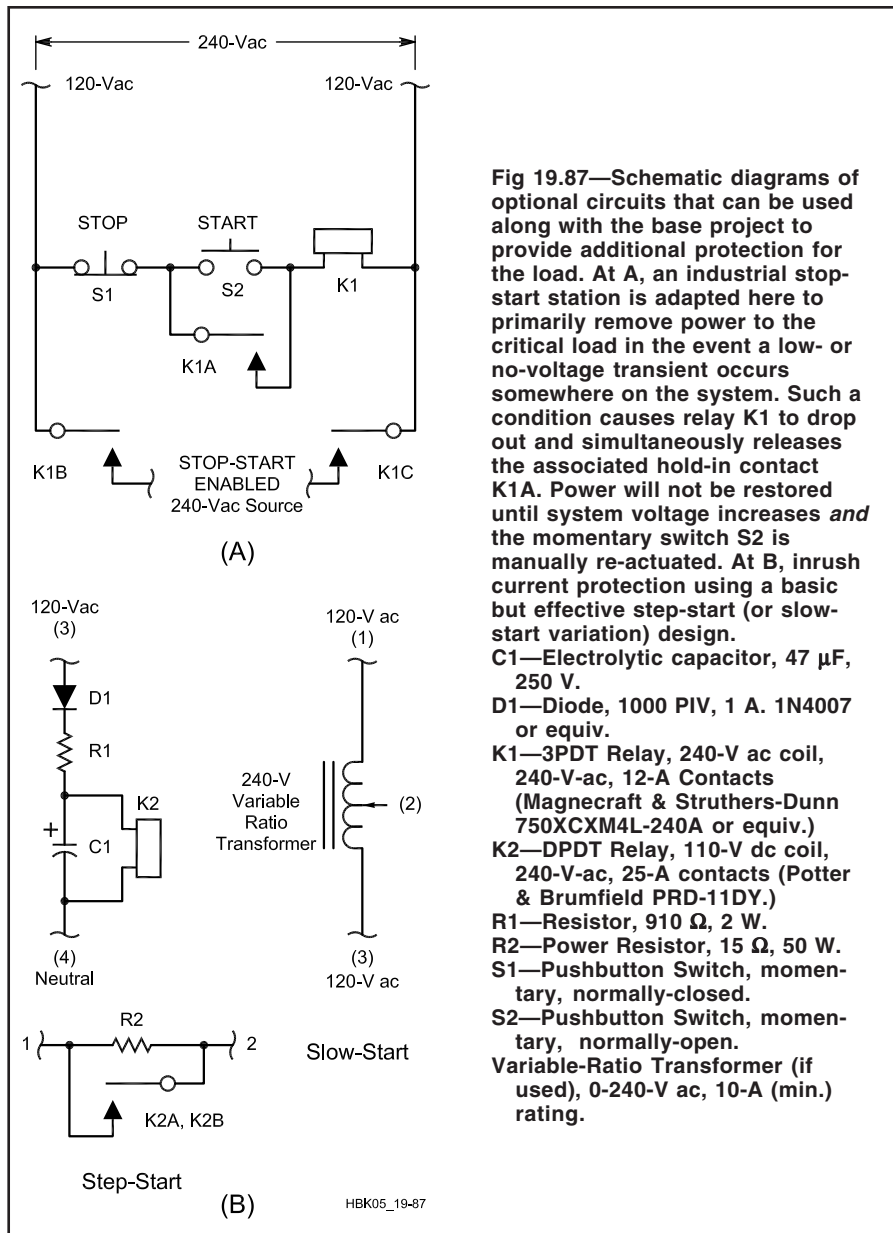 240-Vac
120-Vac
120-Vac
STOP
START
S1
S2
K1
K1A
K1B
STOP-START
ENABLED
240-Vac Source
K1C
(A)
120-Vac
(3)
D1
R1
K2
+
C1
(4)
Neutral
120-V ac
(1)
240-V
Variable
Ratio
Transformer
(2)
(3)
120-V ac
R2
1
2
K2A, K2B
Slow-Start
Step-Start
(B)
HBK05_19-87
Fig 19.87—Schematic diagrams of
optional circuits that can be used
along with the base project to
provide additional protection for
the load. At A, an industrial stop-
start station is adapted here to
primarily remove power to the
critical load in the event a low- or
no-voltage transient occurs
somewhere on the system. Such a
condition causes relay K1 to drop
out and simultaneously releases
the associated hold-in contact
K1A. Power will not be restored
until system voltage increases and
the momentary switch S2 is
manually re-actuated. At B, inrush
current protection using a basic
but effective step-start (or slow-
start variation) design.
C1—Electrolytic capacitor, 47 µF,
250 V.
D1—Diode, 1000 PIV, 1 A. 1N4007
or equiv.
K1—3PDT Relay, 240-V ac coil,
240-V-ac, 12-A Contacts
(Magnecraft & Struthers-Dunn
750XCXM4L-240A or equiv.)
K2—DPDT Relay, 110-V dc coil,
240-V-ac, 25-A contacts (Potter
& Brumfield PRD-11DY.)
R1—Resistor, 910 Ω, 2 W.
R2—Power Resistor, 15 Ω, 50 W.
S1—Pushbutton Switch, momen-
tary, normally-closed.
S2—Pushbutton Switch, momen-
tary, normally-open.
Variable-Ratio Transformer (if
used), 0-240-V ac, 10-A (min.)
rating.